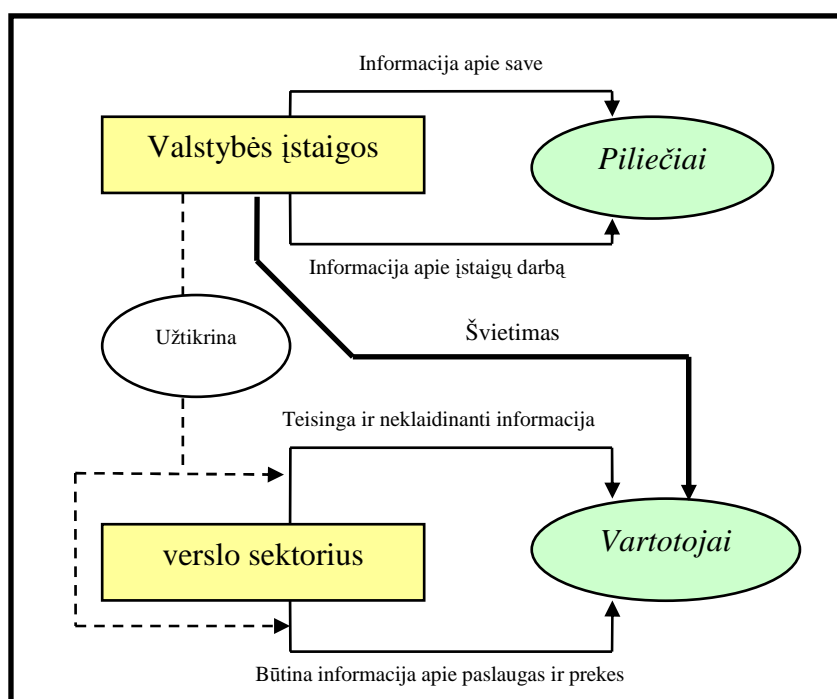 Informacija apie save
Valstybės įstaigos
Piliečiai
Informacija apie įstaigų darbą
Užtikrina
Švietimas
Teisinga ir neklaidinanti informacija
verslo sektorius
Vartotojai
Būtina informacija apie paslaugas ir prekes